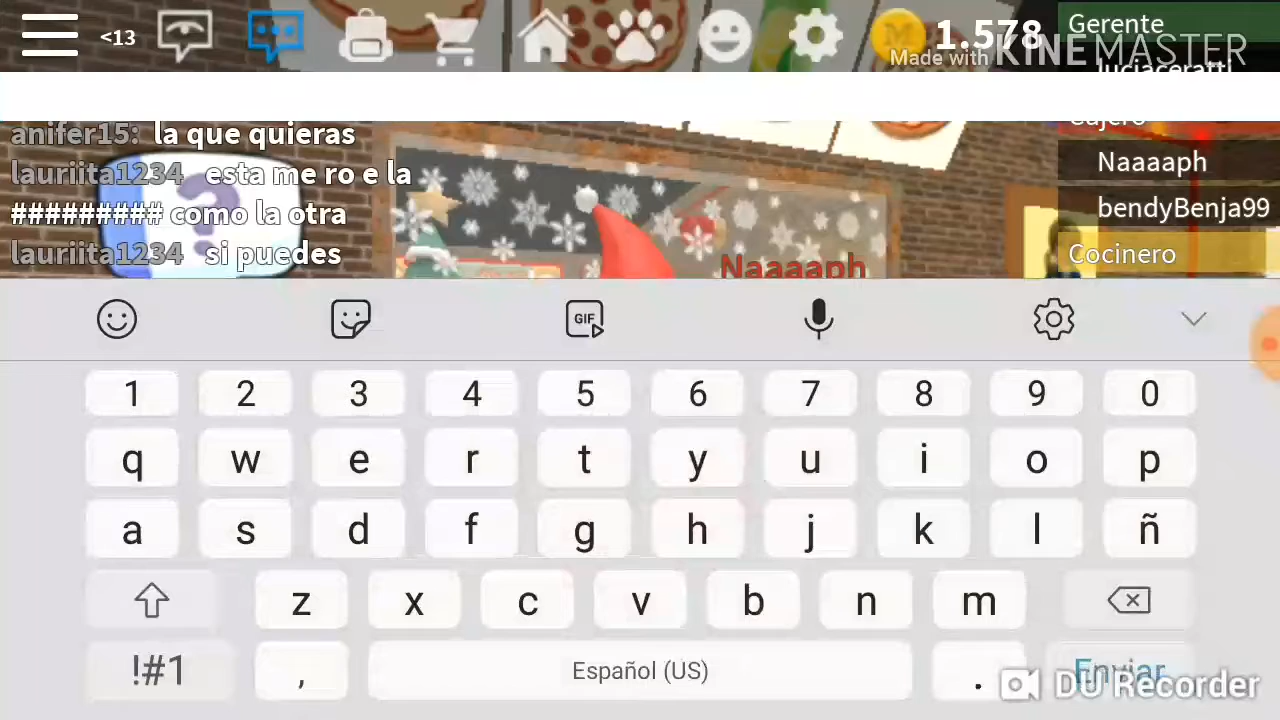 <13
1.578
Made with KINEMASTER
Gerente
luciaceratti
anifer15: la que quieras
lauriita1234 esta me ro e la
######### como la otra
lauriita1234 si puedes
Cajero
Naaaaph
bendyBenja99
Cocinero
Naaaaph
GIF
1 2 3 4 5 6 7 8 9 0
q w e r t y u i o p
a s d f g h j k l ñ
z x c v b n m
!#1 , Español (US) . Enviar
DU Recorder